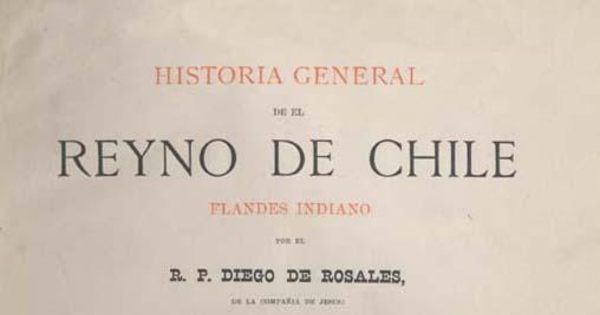 HISTORIA GENERAL
DE EL
REYNO DE CHILE
FLANDES INDIANO
POR EL
R. P. DIEGO DE ROSALES,
DE LA COMPAÑIA DE JESUS